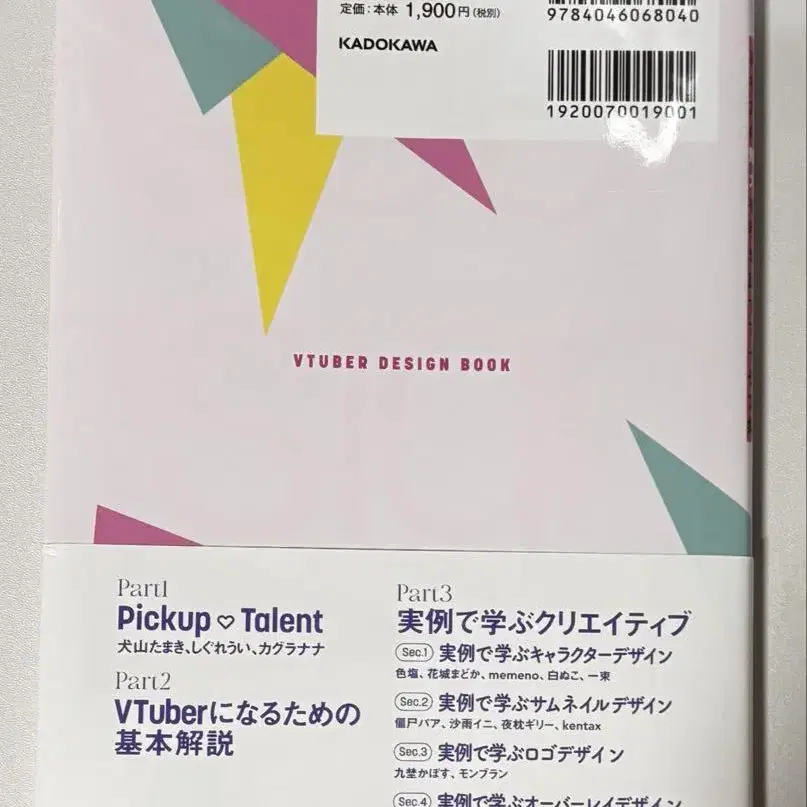 9784046068040
定価:本体 1,900円(税別)
KADOKAWA
1920070019001
VTUBER DESIGN BOOK
Part1
Pickup ♡ Talent
犬山たまき、しぐれうい、カグラナナ
Part2
VTuberになるための
基本解説
Part3
実例で学ぶクリエイティブ
Sec.1 実例で学ぶキャラクターデザイン
色塩、花城まどか、memeno、白ぬこ、一束
Sec.2 実例で学ぶサムネイルデザイン
僵尸バア、沙雨イニ、夜枕ギリー、kentax
Sec.3 実例で学ぶロゴデザイン
九埜かぼす、モンブラン
Sec.4 実例で学ぶオーバーレイデザイン